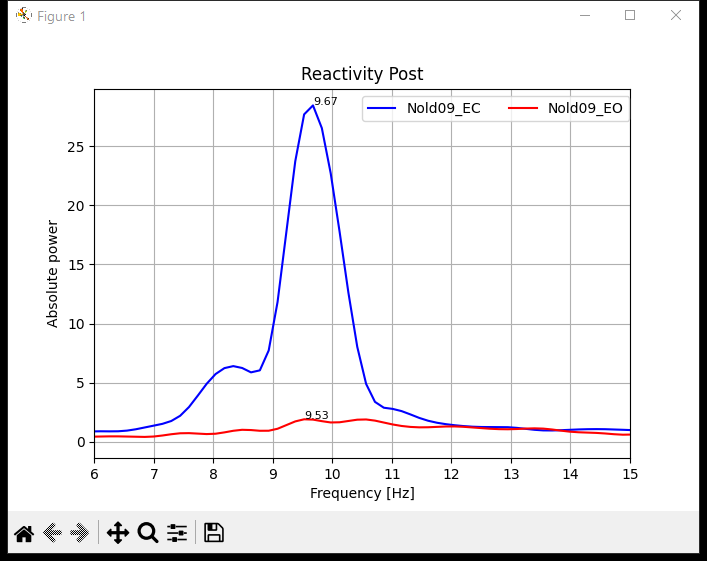 Figure 1
Reactivity Post
9.67
Nold09_EC Nold09_EO
25
20
15
10
5
0
Absolute power
9.53
6 7 8 9 10 11 12 13 14 15
Frequency [Hz]